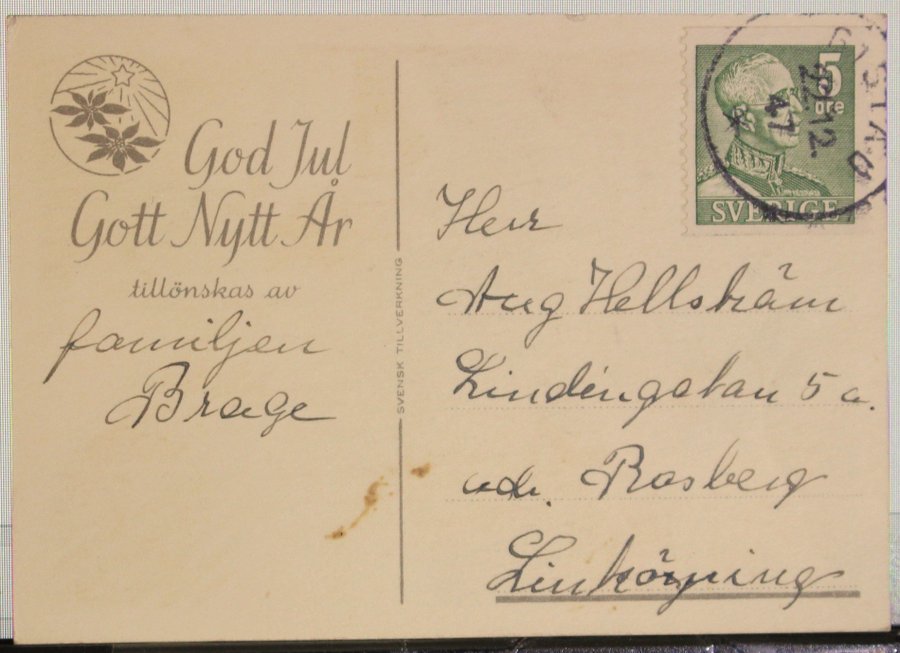 God Jul
Gott Nytt År
tillönskas av
familjen
Brage
SVENSK TILLVERKNING
5
öre
SVERIGE
22.12.
47
Herr
Aug Hellström
Lindengatan 5 a.
adr. Rosberg
Linköping